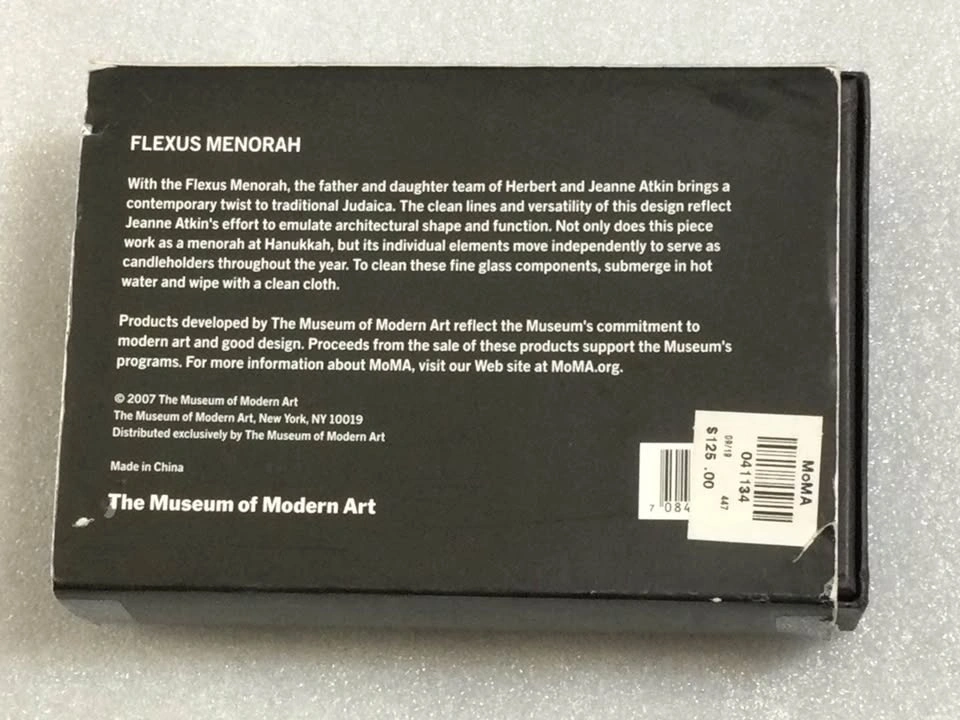 FLEXUS MENORAH
With the Flexus Menorah, the father and daughter team of Herbert and Jeanne Atkin brings a
contemporary twist to traditional Judaica. The clean lines and versatility of this design reflect
Jeanne Atkin's effort to emulate architectural shape and function. Not only does this piece
work as a menorah at Hanukkah, but its individual elements move independently to serve as
candleholders throughout the year. To clean these fine glass components, submerge in hot
water and wipe with a clean cloth.
Products developed by The Museum of Modern Art reflect the Museum's commitment to
modern art and good design. Proceeds from the sale of these products support the Museum's
programs. For more information about MoMA, visit our Web site at MoMA.org.
© 2007 The Museum of Modern Art
The Museum of Modern Art, New York, NY 10019
Distributed exclusively by The Museum of Modern Art
Made in China
The Museum of Modern Art
7 084
MoMA
041134
09/19 447
$125.00